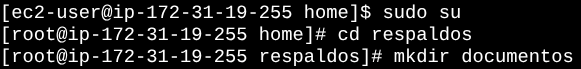 [ec2-user@ip-172-31-19-255 home]$ sudo su
[root@ip-172-31-19-255 home]# cd respaldos
[root@ip-172-31-19-255 respaldos]# mkdir documentos